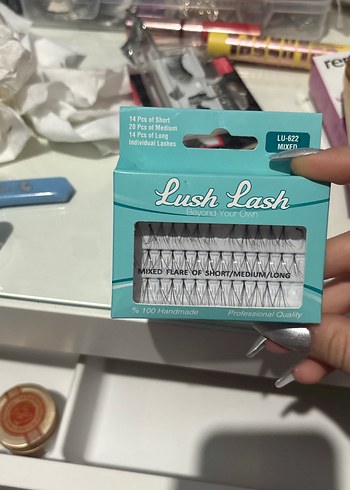 14 Pcs of Short
20 Pcs of Medium
14 Pcs of Long
Individual Lashes
LU-622
MIXED
Lush Lash
Beyond Your Own
MIXED FLARE OF SHORT/MEDIUM/LONG
% 100 Handmade
Professional Quality